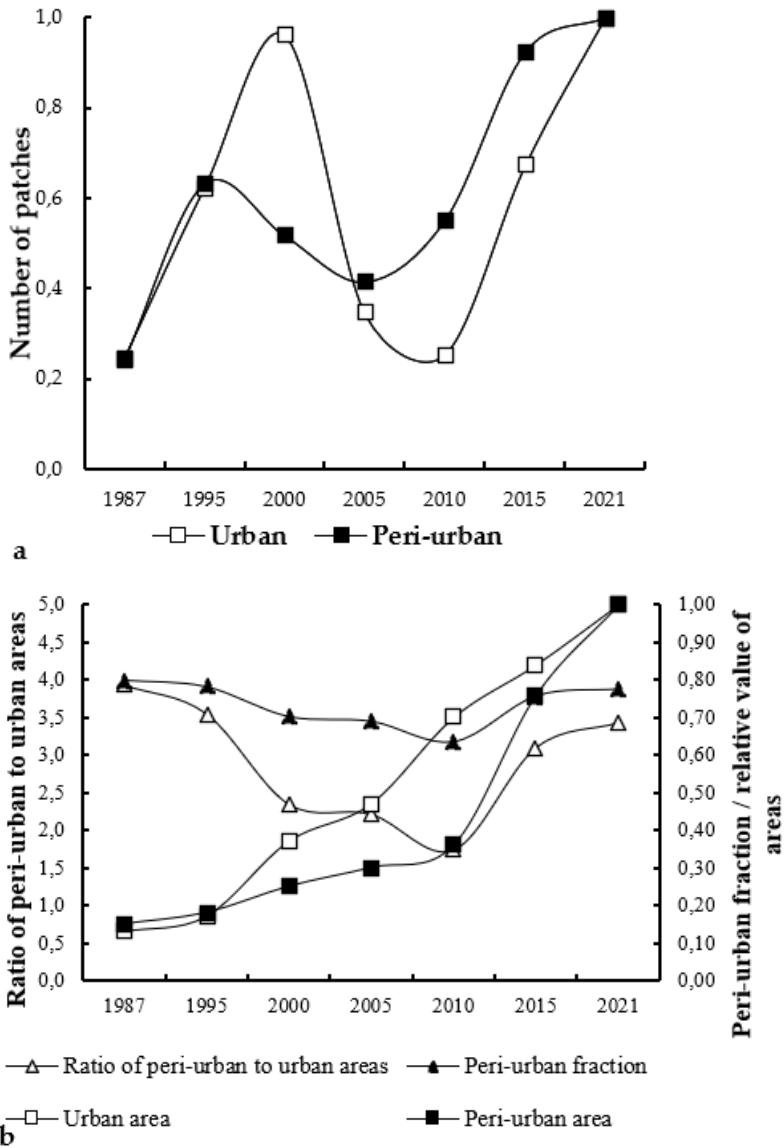 Number of patches
1,0
0,8
0,6
0,4
0,2
0,0
1987 1995 2000 2005 2010 2015 2021
Urban Peri-urban
a
Ratio of peri-urban to urban areas
5,0
4,5
4,0
3,5
3,0
2,5
2,0
1,5
1,0
0,5
0,0
1,00
0,90
0,80
0,70
0,60
0,50
0,40
0,30
0,20
0,10
0,00
Peri-urban fraction / relative value of
areas
1987 1995 2000 2005 2010 2015 2021
Ratio of peri-urban to urban areas Peri-urban fraction
Urban area Peri-urban area
b